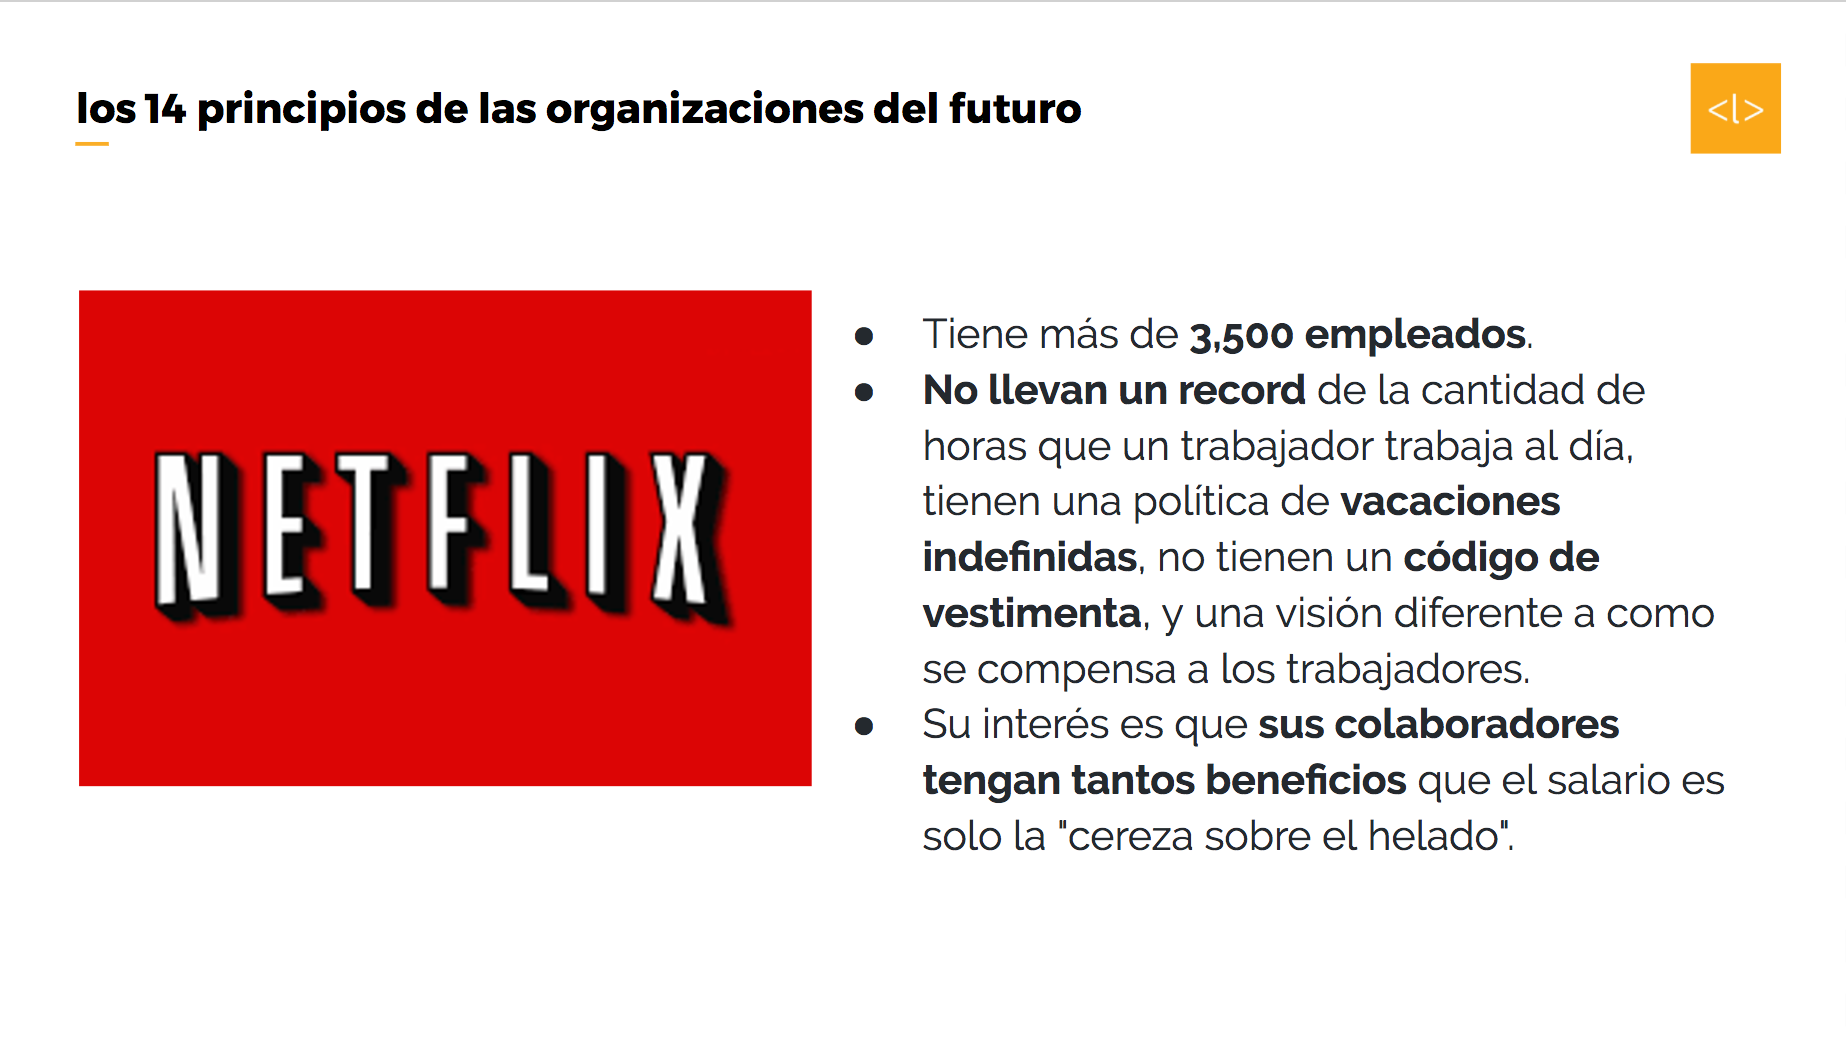 los 14 principios de las organizaciones del futuro
<l>
NETFLIX
● Tiene más de 3,500 empleados.
● No llevan un record de la cantidad de
horas que un trabajador trabaja al día,
tienen una política de vacaciones
indefinidas, no tienen un código de
vestimenta, y una visión diferente a como
se compensa a los trabajadores.
● Su interés es que sus colaboradores
tengan tantos beneficios que el salario es
solo la "cereza sobre el helado".